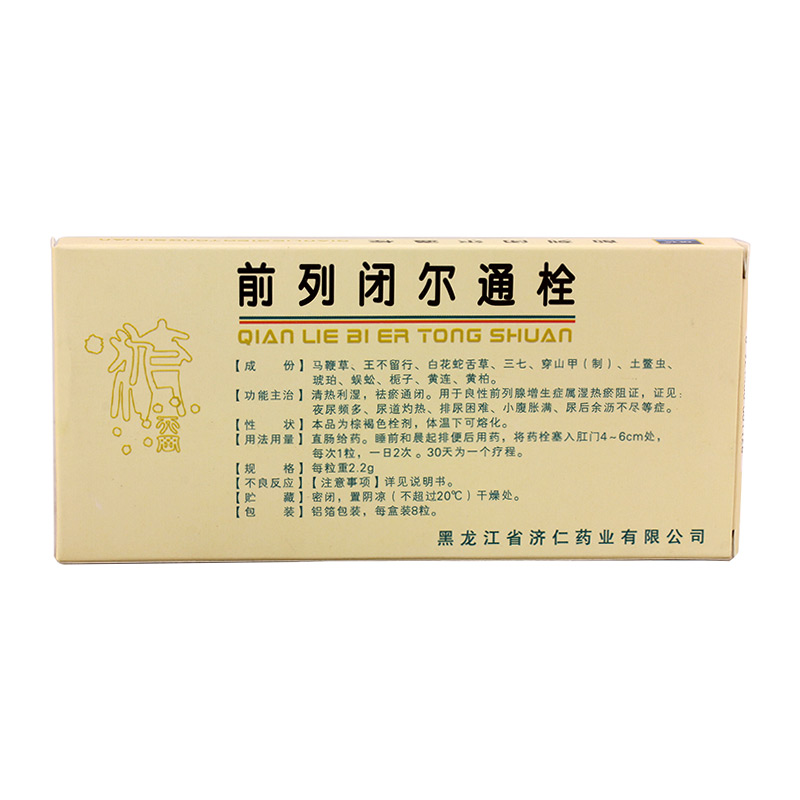 前列闭尔通栓
QIAN LIE BI ER TONG SHUAN
【成 份】马鞭草、王不留行、白花蛇舌草、三七、穿山甲（制）、土鳖虫、
琥珀、蜈蚣、栀子、黄连、黄柏。
【功能主治】清热利湿，祛瘀通闭。用于良性前列腺增生症属湿热瘀阻证，证见：
夜尿频多、尿道灼热、排尿困难、小腹胀满、尿后余沥不尽等症。
【性 状】本品为棕褐色栓剂，体温下可熔化。
【用法用量】直肠给药。睡前和晨起排便后用药，将药栓塞入肛门4~6cm处，
每次1粒，一日2次。30天为一个疗程。
【规 格】每粒重2.2g
【不良反应】【注意事项】详见说明书。
【贮 藏】密闭，置阴凉（不超过20℃）干燥处。
【包 装】铝箔包装，每盒装8粒。
黑龙江省济仁药业有限公司